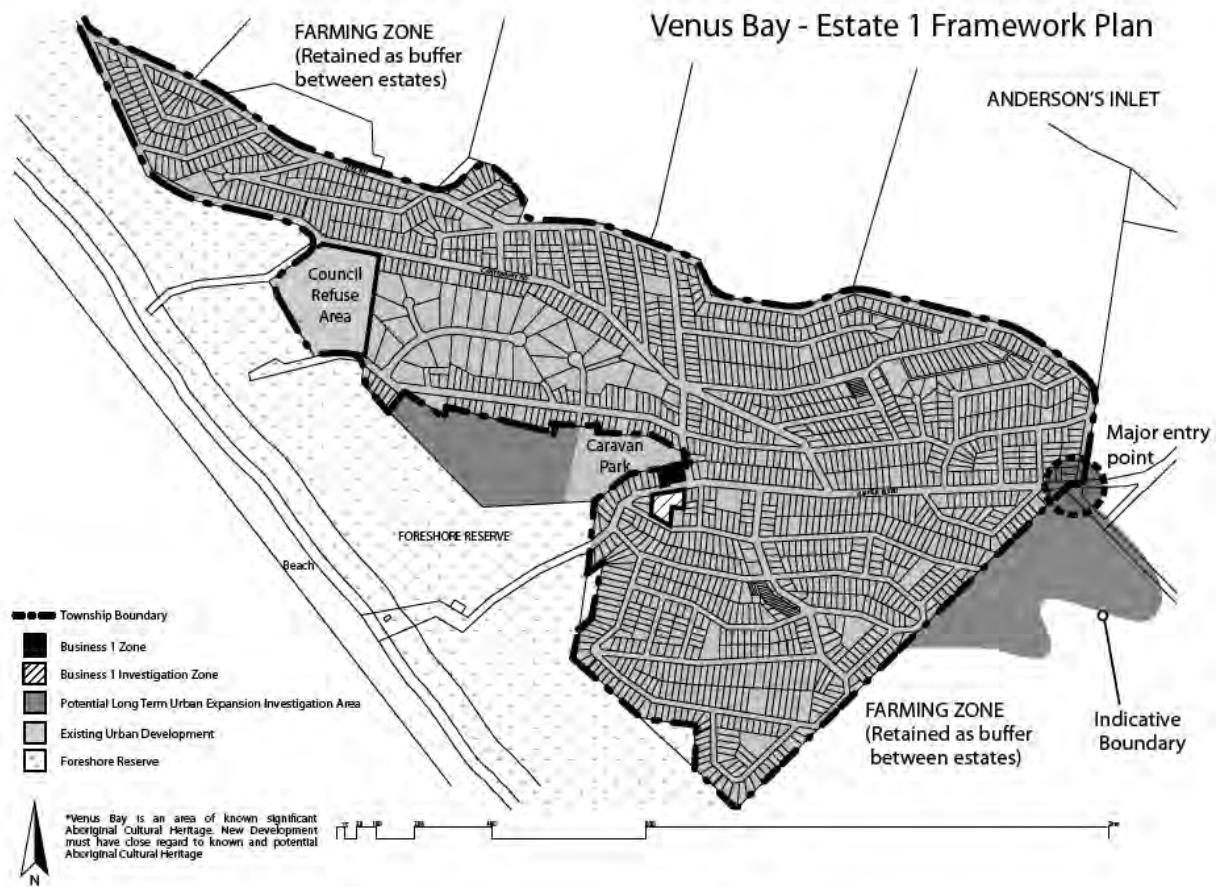 Venus Bay - Estate 1 Framework Plan
FARMING ZONE
(Retained as buffer
between estates)
ANDERSON'S INLET
Council
Refuse
Area
Caravan
Park
Major entry
point
FORESHORE RESERVE
Beach
Township Boundary
Business 1 Zone
Business 1 Investigation Zone
Potential Long Term Urban Expansion Investigation Area
Existing Urban Development
Foreshore Reserve
FARMING ZONE
(Retained as buffer
between estates)
Indicative
Boundary
*Venus Bay is an area of known significant
Aboriginal Cultural Heritage. New Development
must have close regard to known and potential
Aboriginal Cultural Heritage
N